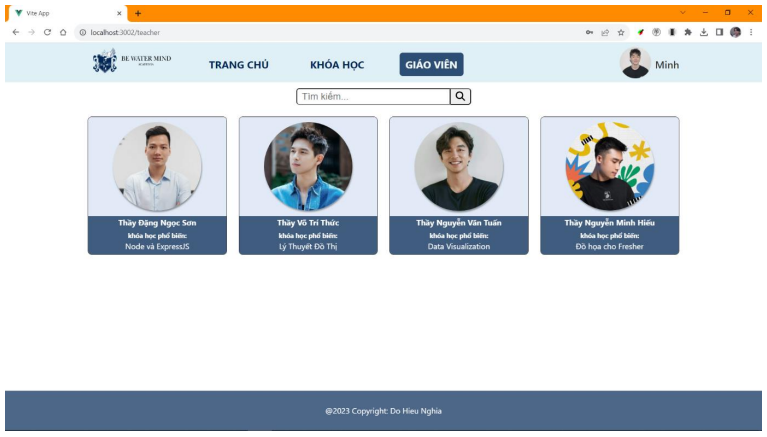 Vite App
localhost:3002/teacher
BE WATER MIND
TRANG CHỦ
KHÓA HỌC
GIÁO VIÊN
Minh
Tìm kiếm...
Thầy Đặng Ngọc Sơn
khóa học phổ biến:
Node và ExpressJS
Thầy Võ Trí Thức
khóa học phổ biến:
Lý Thuyết Đồ Thị
Thầy Nguyễn Văn Tuấn
khóa học phổ biến:
Data Visualization
Thầy Nguyễn Minh Hiếu
khóa học phổ biến:
Đồ họa cho Fresher
@2023 Copyright: Do Hieu Nghia